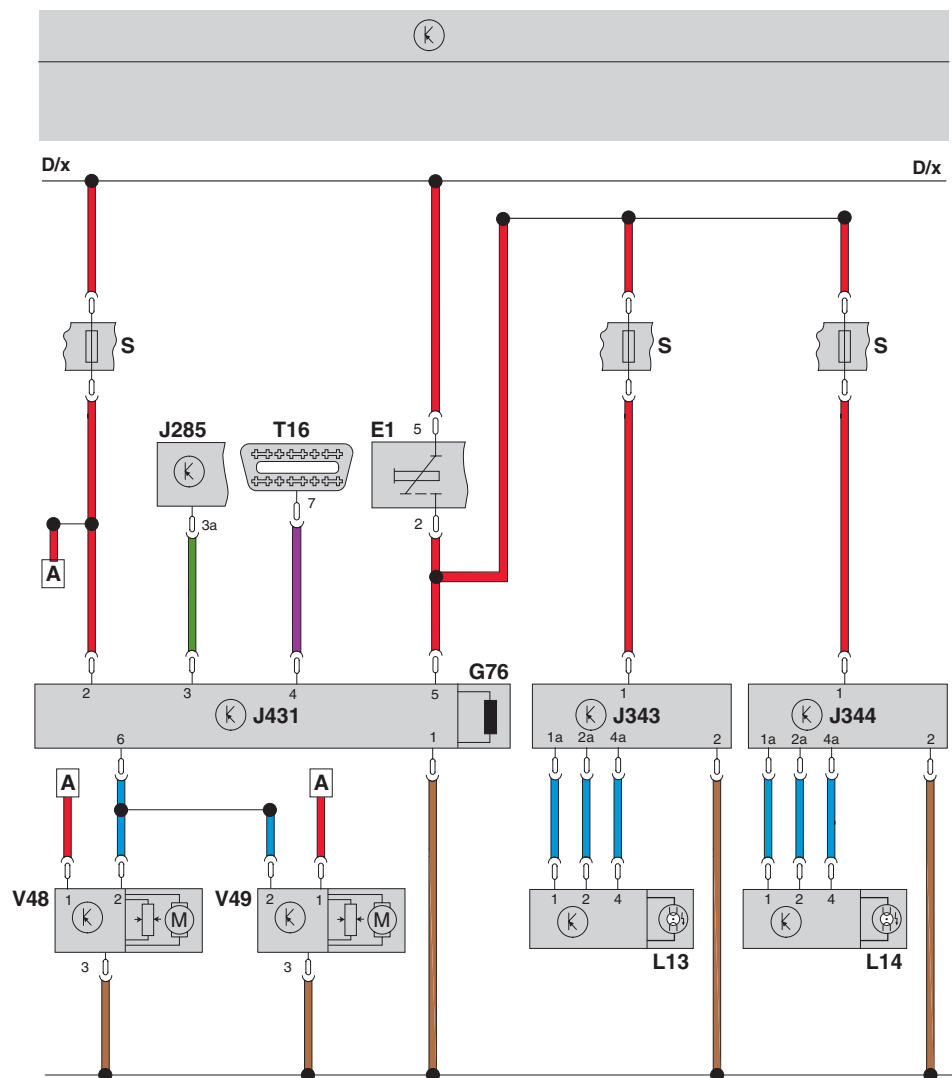 D/x D/x
S S S
J285 T16 E1 5
7
3a 2
A
G76
2 3 4 5 1 1
J431 J343 J344
6 1 1a 2a 4a 2 1a 2a 4a 2
A A
V48 1 2 M V49 2 1 M 1 2 4 1 2 4
L13 L14
3 3